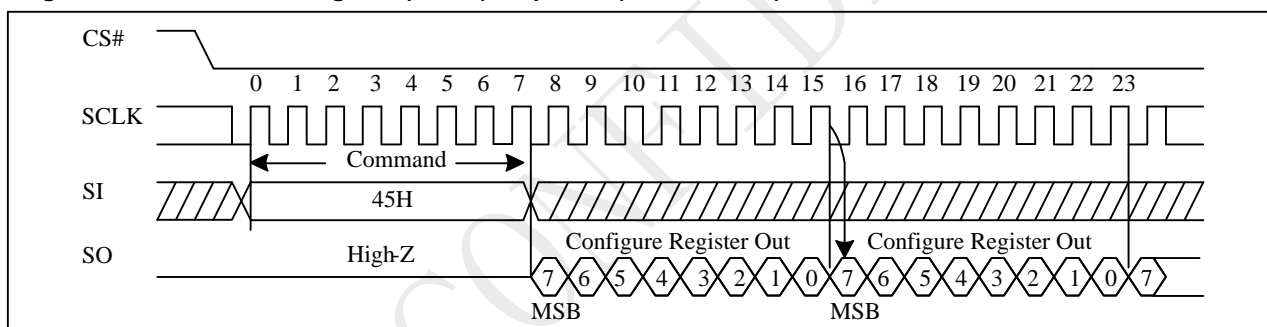 CS#
0 1 2 3 4 5 6 7 8 9 10 11 12 13 14 15 16 17 18 19 20 21 22 23
SCLK
Command
SI
45H
SO
High-Z
Configure Register Out
Configure Register Out
7 6 5 4 3 2 1 0 7 6 5 4 3 2 1 0 7
MSB
MSB